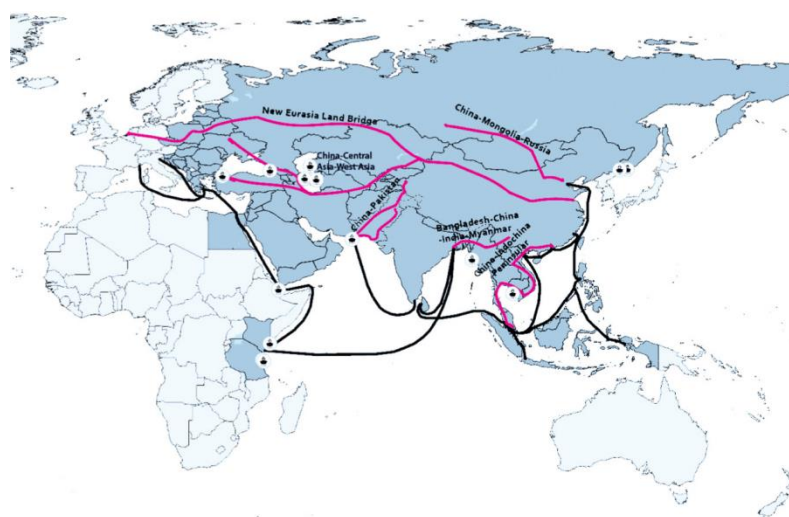 New Eurasia Land Bridge
China-Mongolia-Russia
China-Central
Asia-West Asia
China-Pakistan
Bangladesh-China
-India-Myanmar
China-Indochina
Peninsular